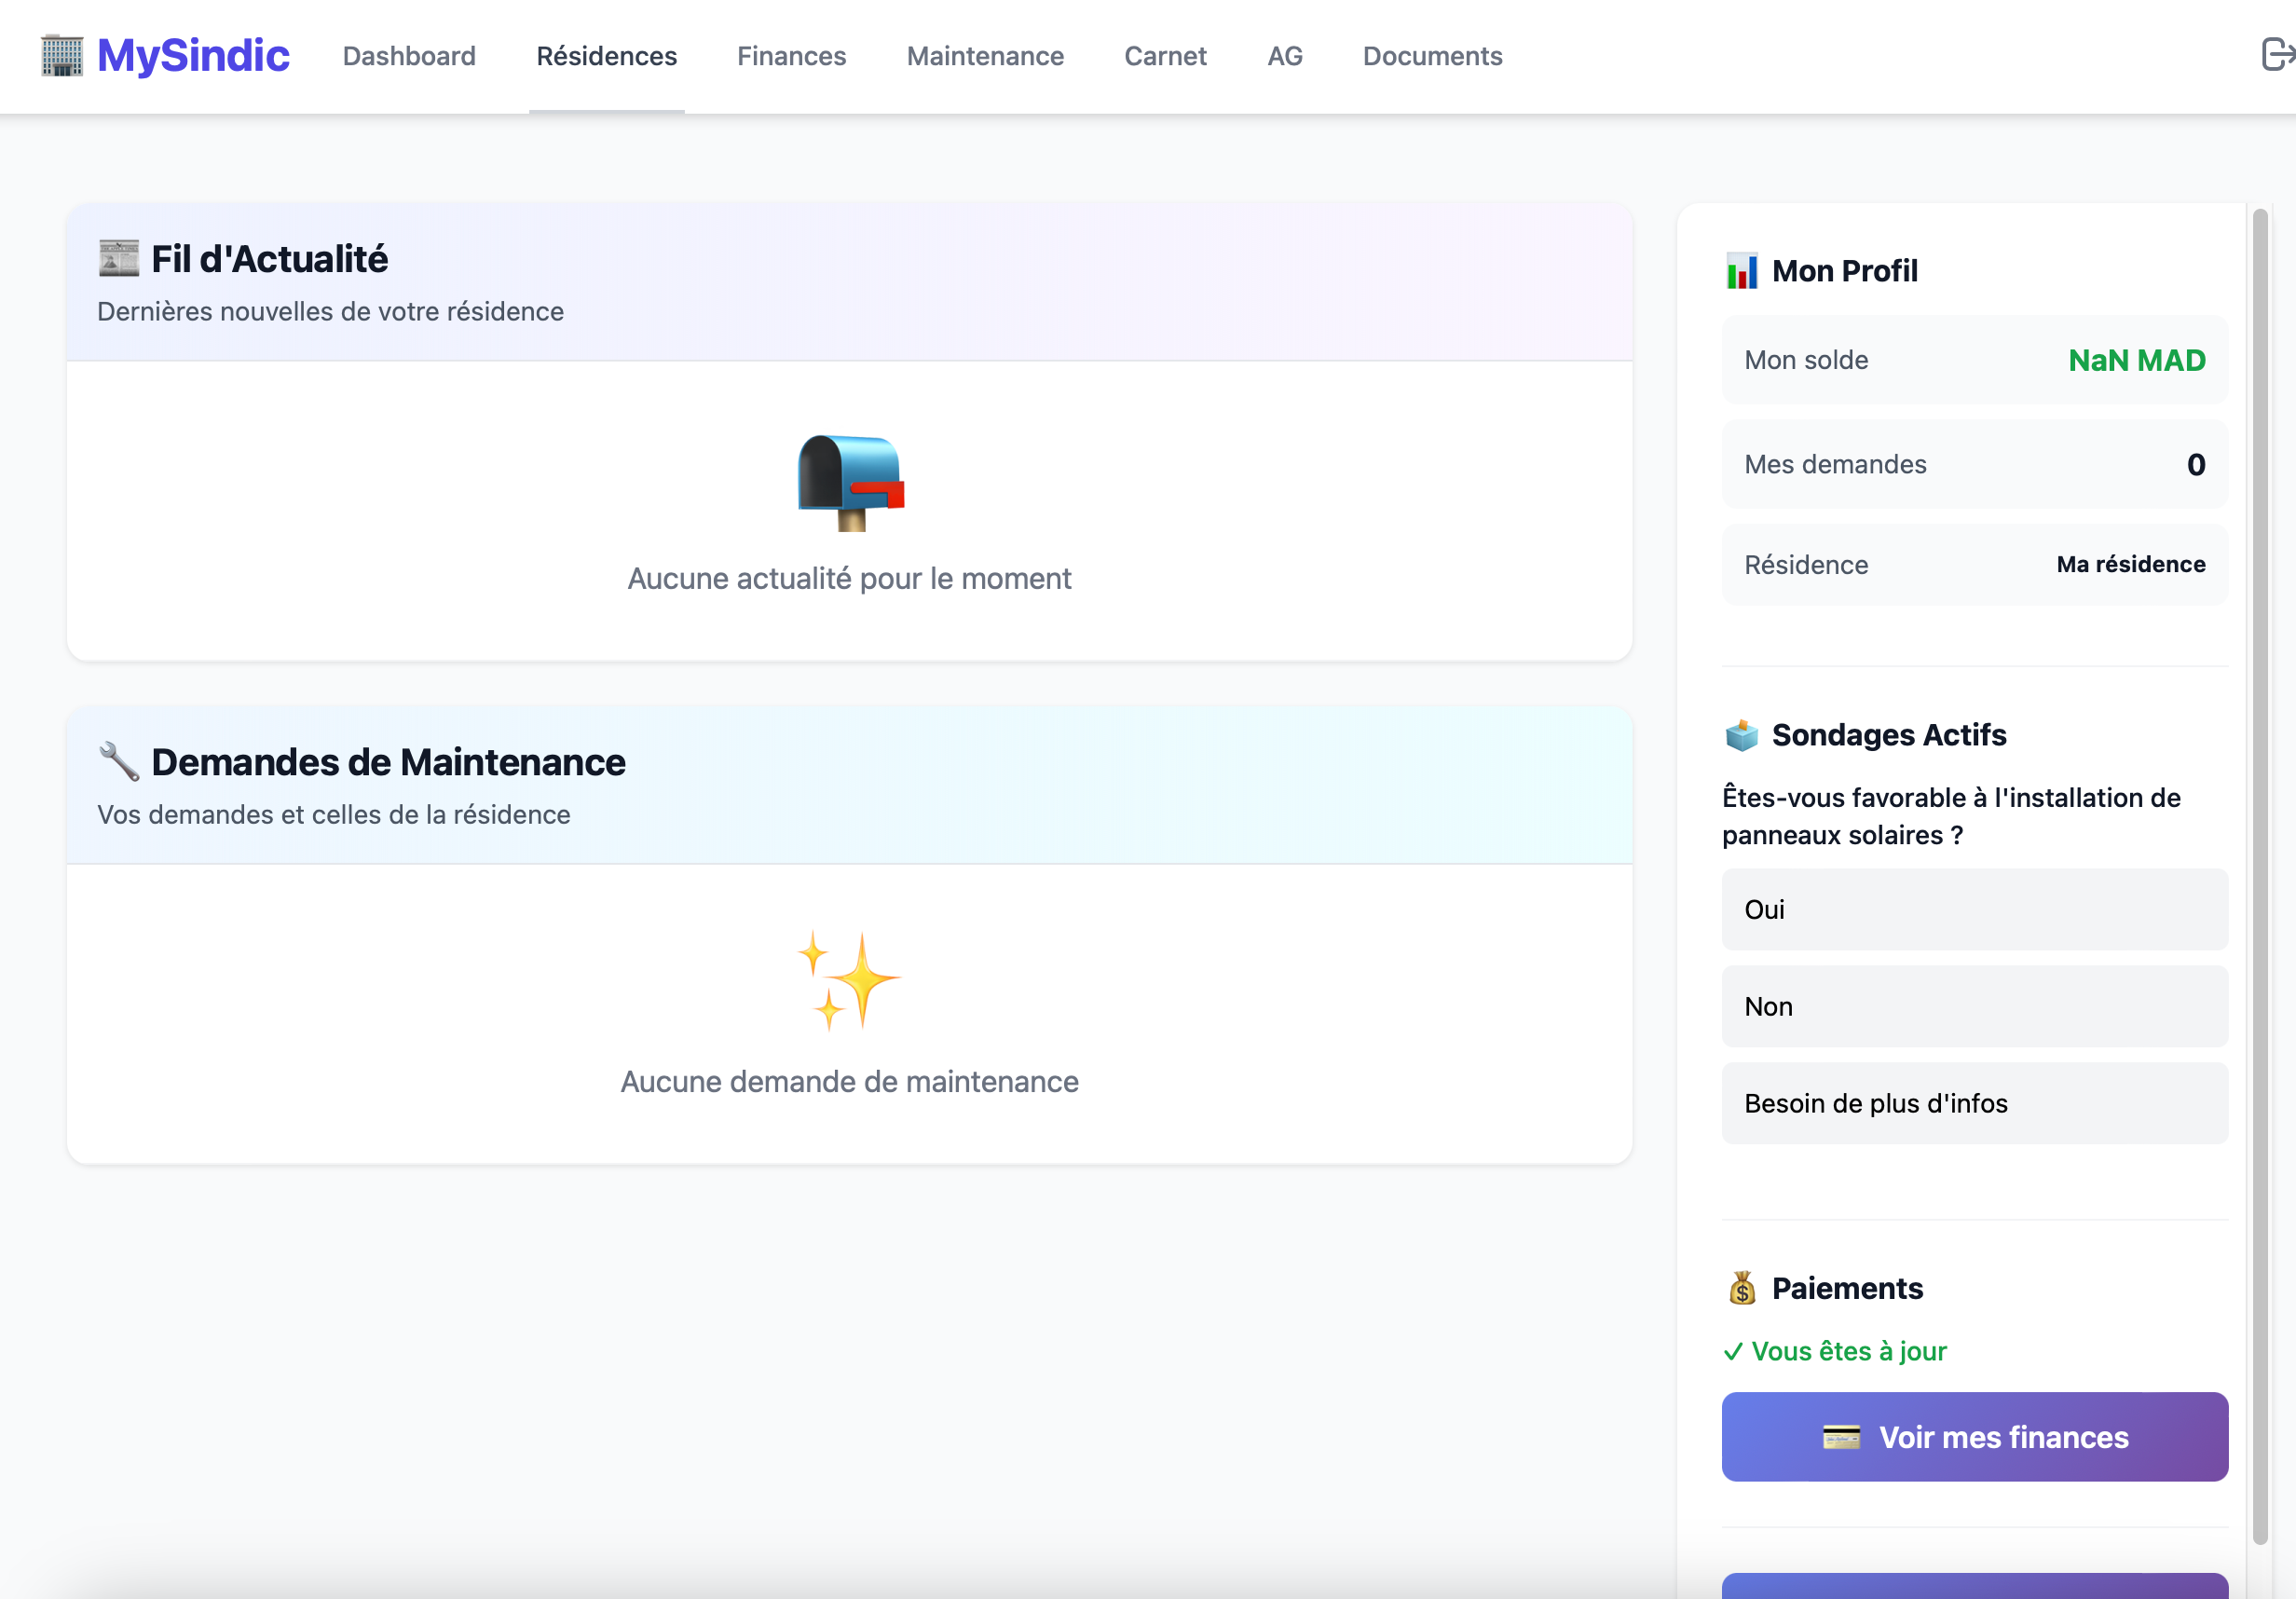 MySindic Dashboard Résidences Finances Maintenance Carnet AG Documents
Fil d'Actualité
Dernières nouvelles de votre résidence
Aucune actualité pour le moment
Demandes de Maintenance
Vos demandes et celles de la résidence
Aucune demande de maintenance
Mon Profil
Mon solde NaN MAD
Mes demandes 0
Résidence Ma résidence
Sondages Actifs
Êtes-vous favorable à l'installation de
panneaux solaires ?
Oui
Non
Besoin de plus d'infos
Paiements
✓ Vous êtes à jour
Voir mes finances